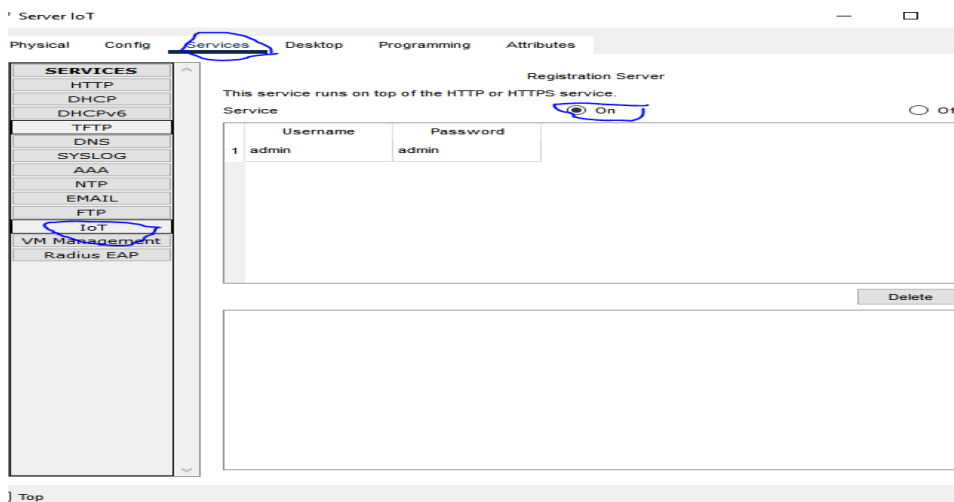 Server IoT
Physical Config Services Desktop Programming Attributes
SERVICES
HTTP
DHCP
DHCPv6
TFTP
DNS
SYSLOG
AAA
NTP
EMAIL
FTP
IoT
VM Management
Radius EAP
Registration Server
This service runs on top of the HTTP or HTTPS service.
Service On Of
Username Password
1 admin admin
Delete
Top